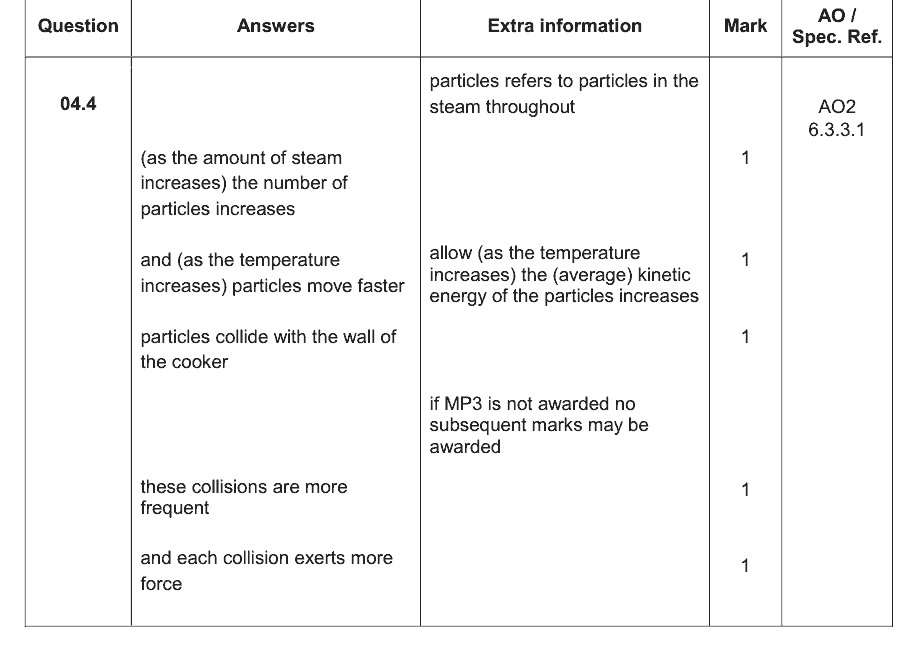 Question Answers Extra information Mark AO /
Spec. Ref.
particles refers to particles in the
steam throughout
04.4
AO2
6.3.3.1
(as the amount of steam
increases) the number of
particles increases
1
and (as the temperature
increases) particles move faster
allow (as the temperature
increases) the (average) kinetic
energy of the particles increases
1
particles collide with the wall of
the cooker
1
if MP3 is not awarded no
subsequent marks may be
awarded
these collisions are more
frequent
1
and each collision exerts more
force
1